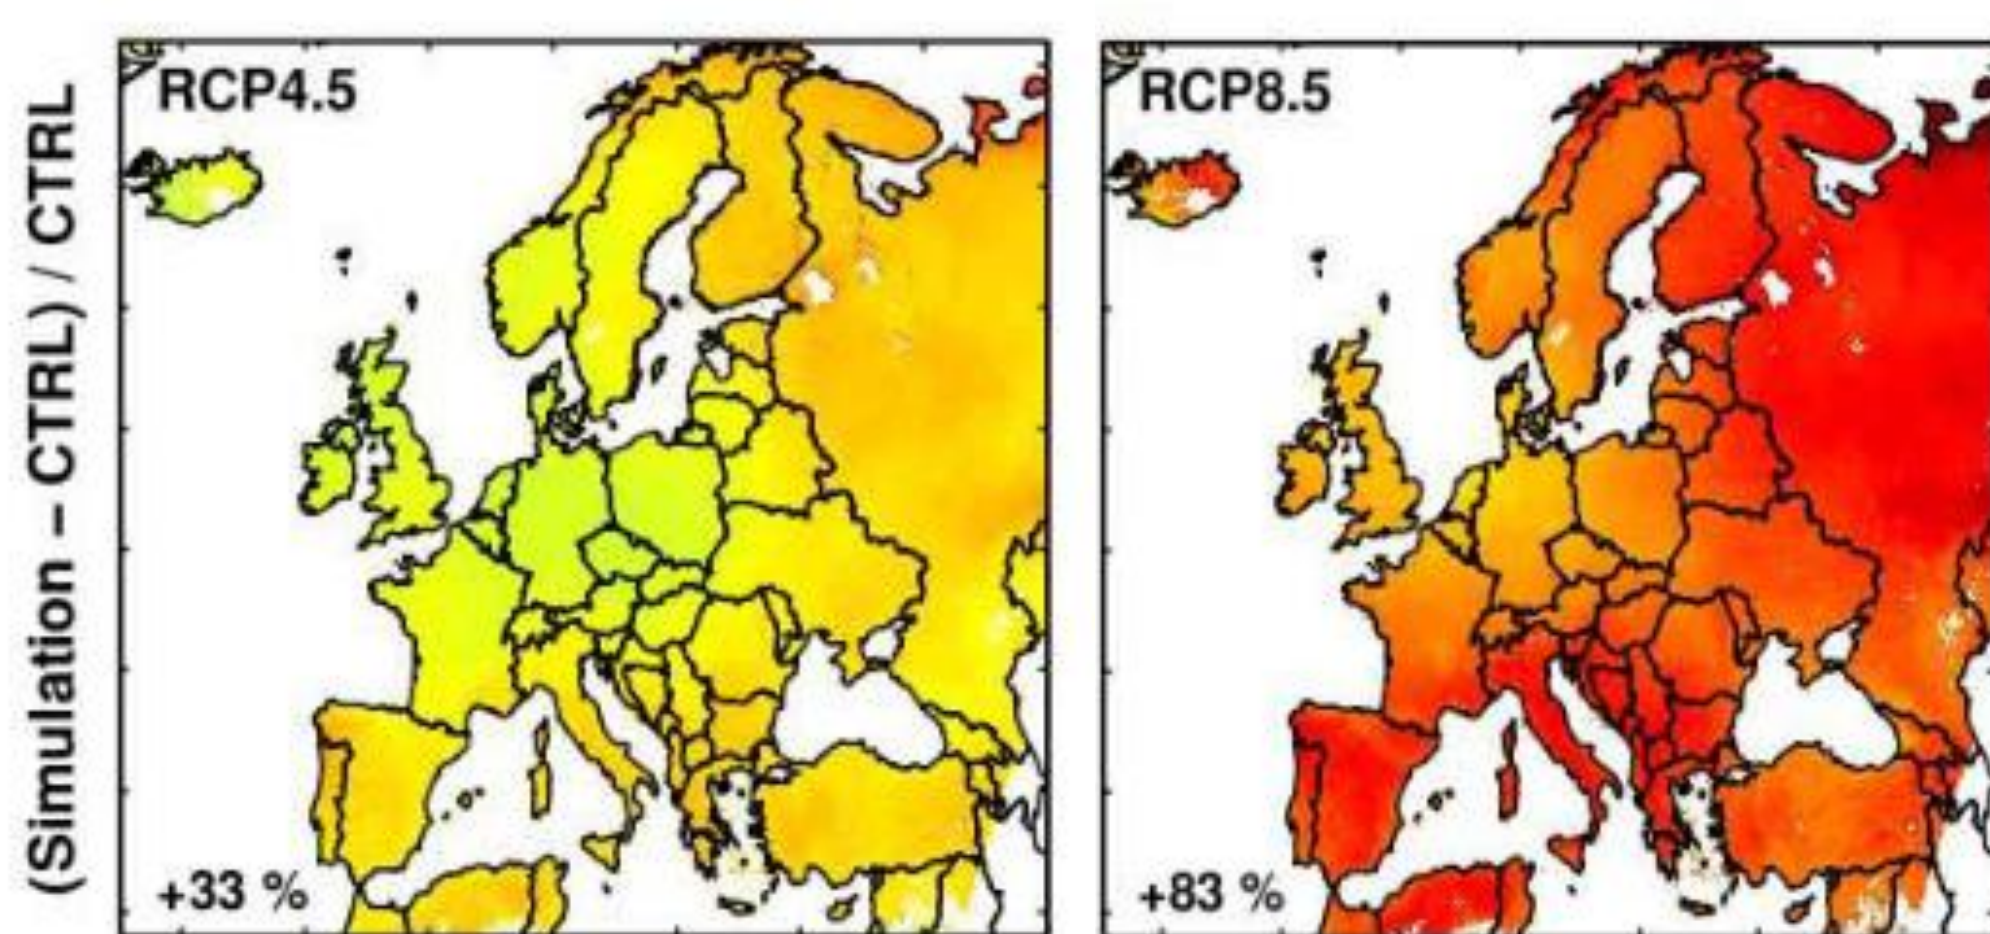 (Simulation – CTRL) / CTRL
RCP4.5
+33 %
RCP8.5
+83 %